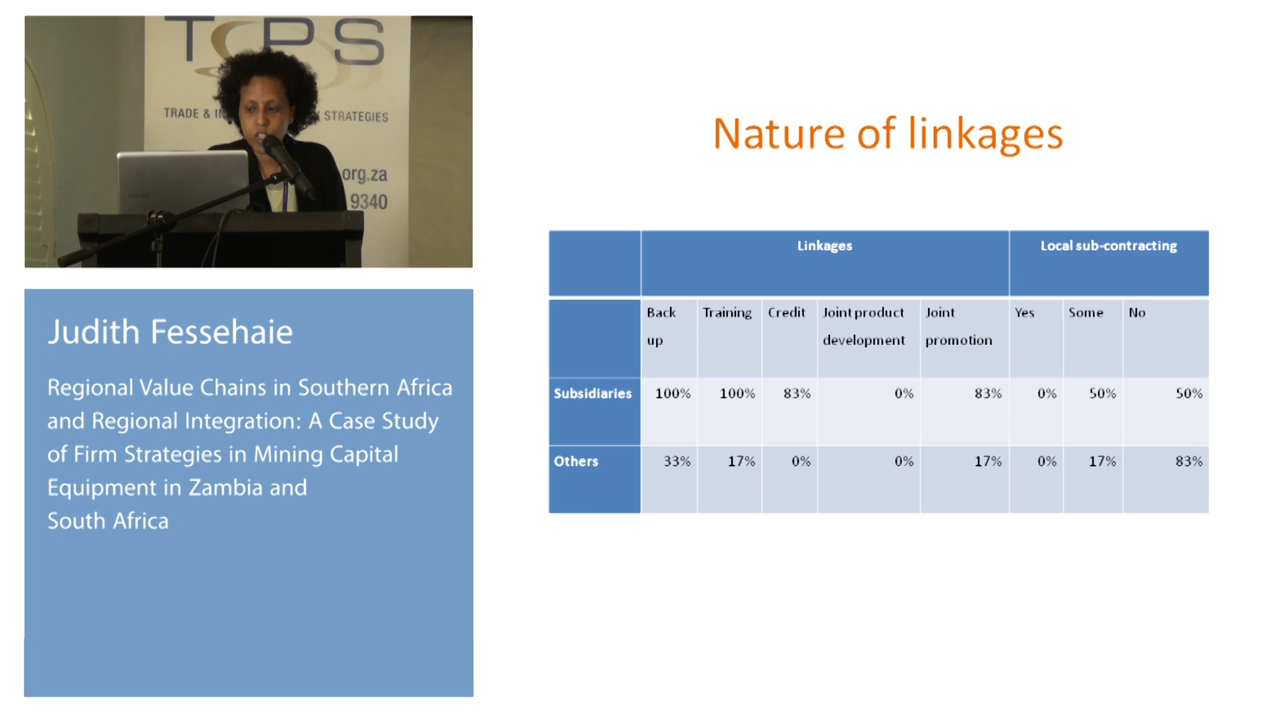 TIPS
TRADE & IN
N STRATEGIES
org.za
9340
Judith Fessehaie
Regional Value Chains in Southern Africa
and Regional Integration: A Case Study
of Firm Strategies in Mining Capital
Equipment in Zambia and
South Africa
Nature of linkages
Linkages Local sub-contracting
Back up Training Credit Joint product development Joint promotion Yes Some No
Subsidiaries 100% 100% 83% 0% 83% 0% 50% 50%
Others 33% 17% 0% 0% 17% 0% 17% 83%